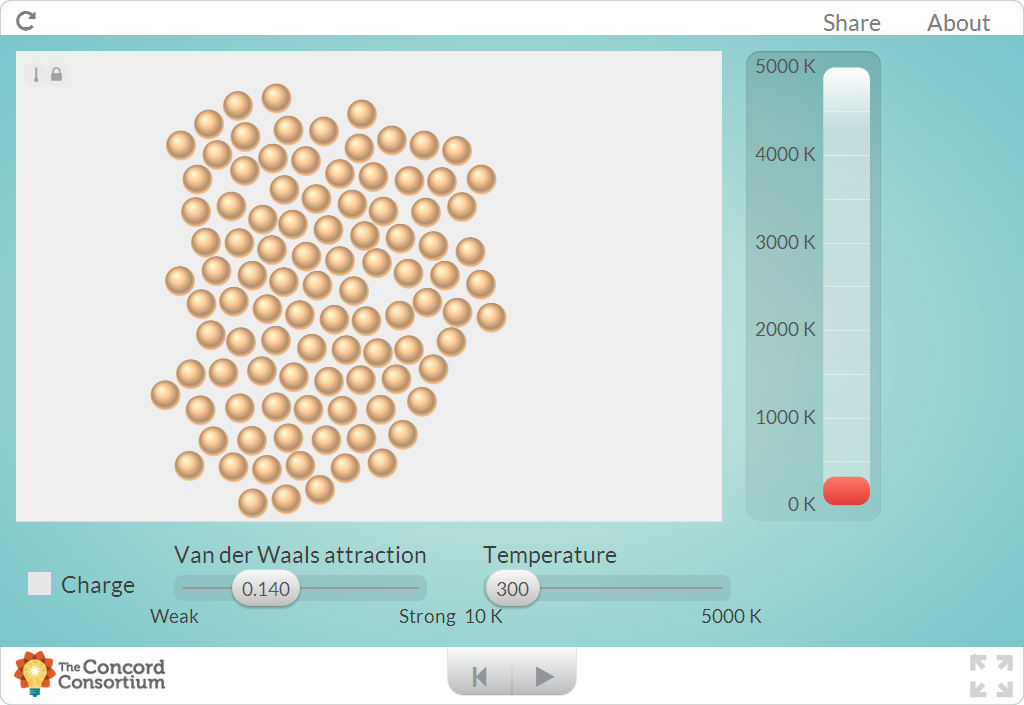 Share About
5000 K
4000 K
3000 K
2000 K
1000 K
0 K
Van der Waals attraction Temperature
Charge 0.140 300
Weak Strong 10 K 5000 K
The Concord
Consortium